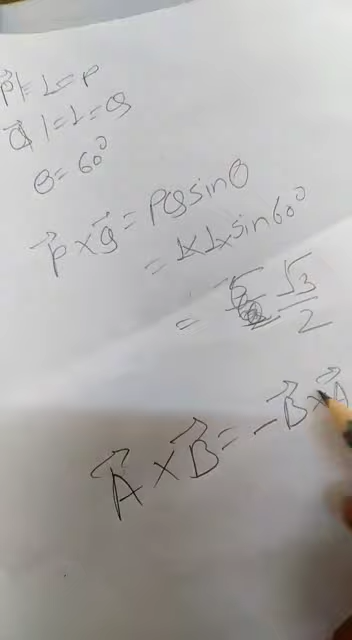 |P⃗| = 1 = P
|Q⃗| = 1 = Q
θ = 60°
P⃗ × Q⃗ = PQ sinθ
= 1×1× sin60°
= √3/2
A⃗ × B⃗ = -B⃗ × A⃗